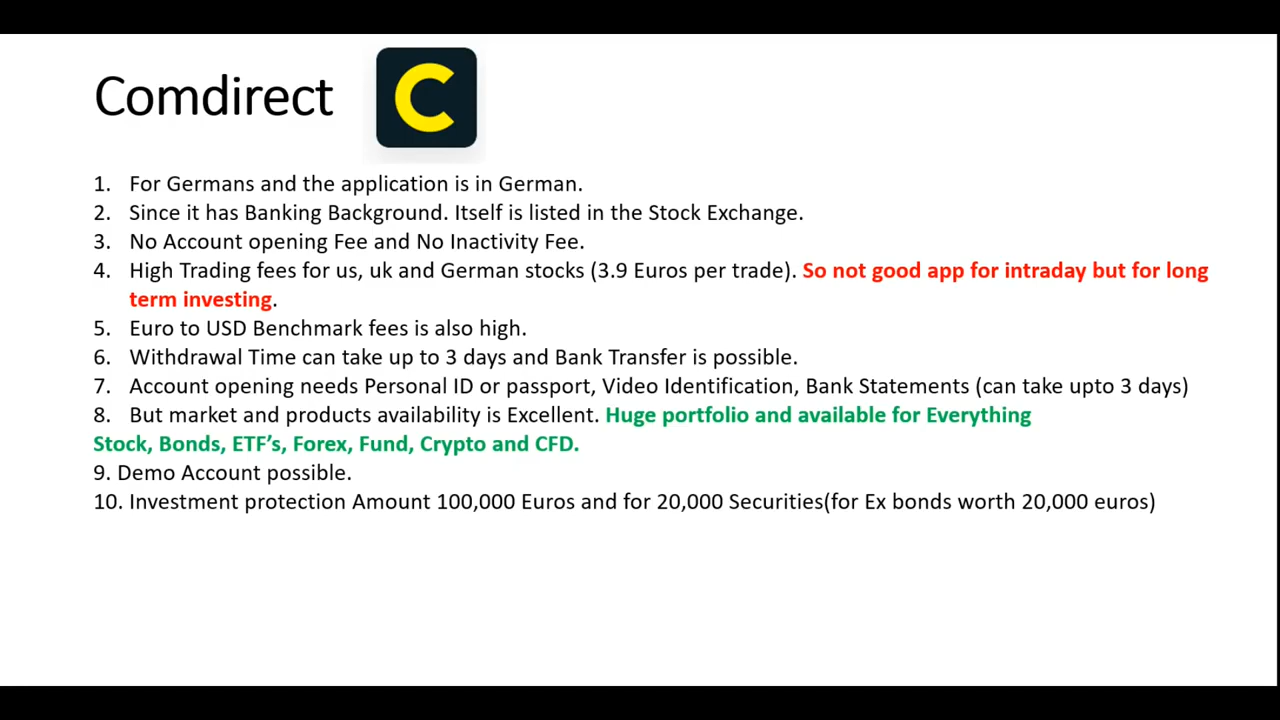 Comdirect
C
1. For Germans and the application is in German.
2. Since it has Banking Background. Itself is listed in the Stock Exchange.
3. No Account opening Fee and No Inactivity Fee.
4. High Trading fees for us, uk and German stocks (3.9 Euros per trade). So not good app for intraday but for long
term investing.
5. Euro to USD Benchmark fees is also high.
6. Withdrawal Time can take up to 3 days and Bank Transfer is possible.
7. Account opening needs Personal ID or passport, Video Identification, Bank Statements (can take upto 3 days)
8. But market and products availability is Excellent. Huge portfolio and available for Everything
Stock, Bonds, ETF’s, Forex, Fund, Crypto and CFD.
9. Demo Account possible.
10. Investment protection Amount 100,000 Euros and for 20,000 Securities(for Ex bonds worth 20,000 euros)